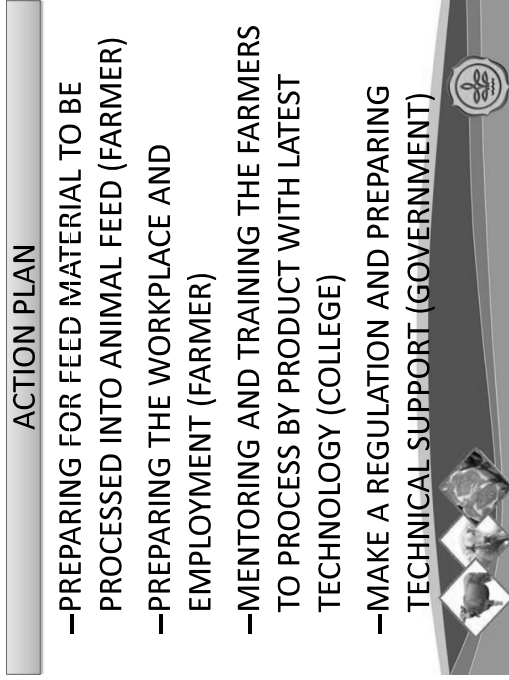 ACTION PLAN
–PREPARING FOR FEED MATERIAL TO BE
PROCESSED INTO ANIMAL FEED (FARMER)
–PREPARING THE WORKPLACE AND
EMPLOYMENT (FARMER)
–MENTORING AND TRAINING THE FARMERS
TO PROCESS BY PRODUCT WITH LATEST
TECHNOLOGY (COLLEGE)
–MAKE A REGULATION AND PREPARING
TECHNICAL SUPPORT (GOVERNMENT)